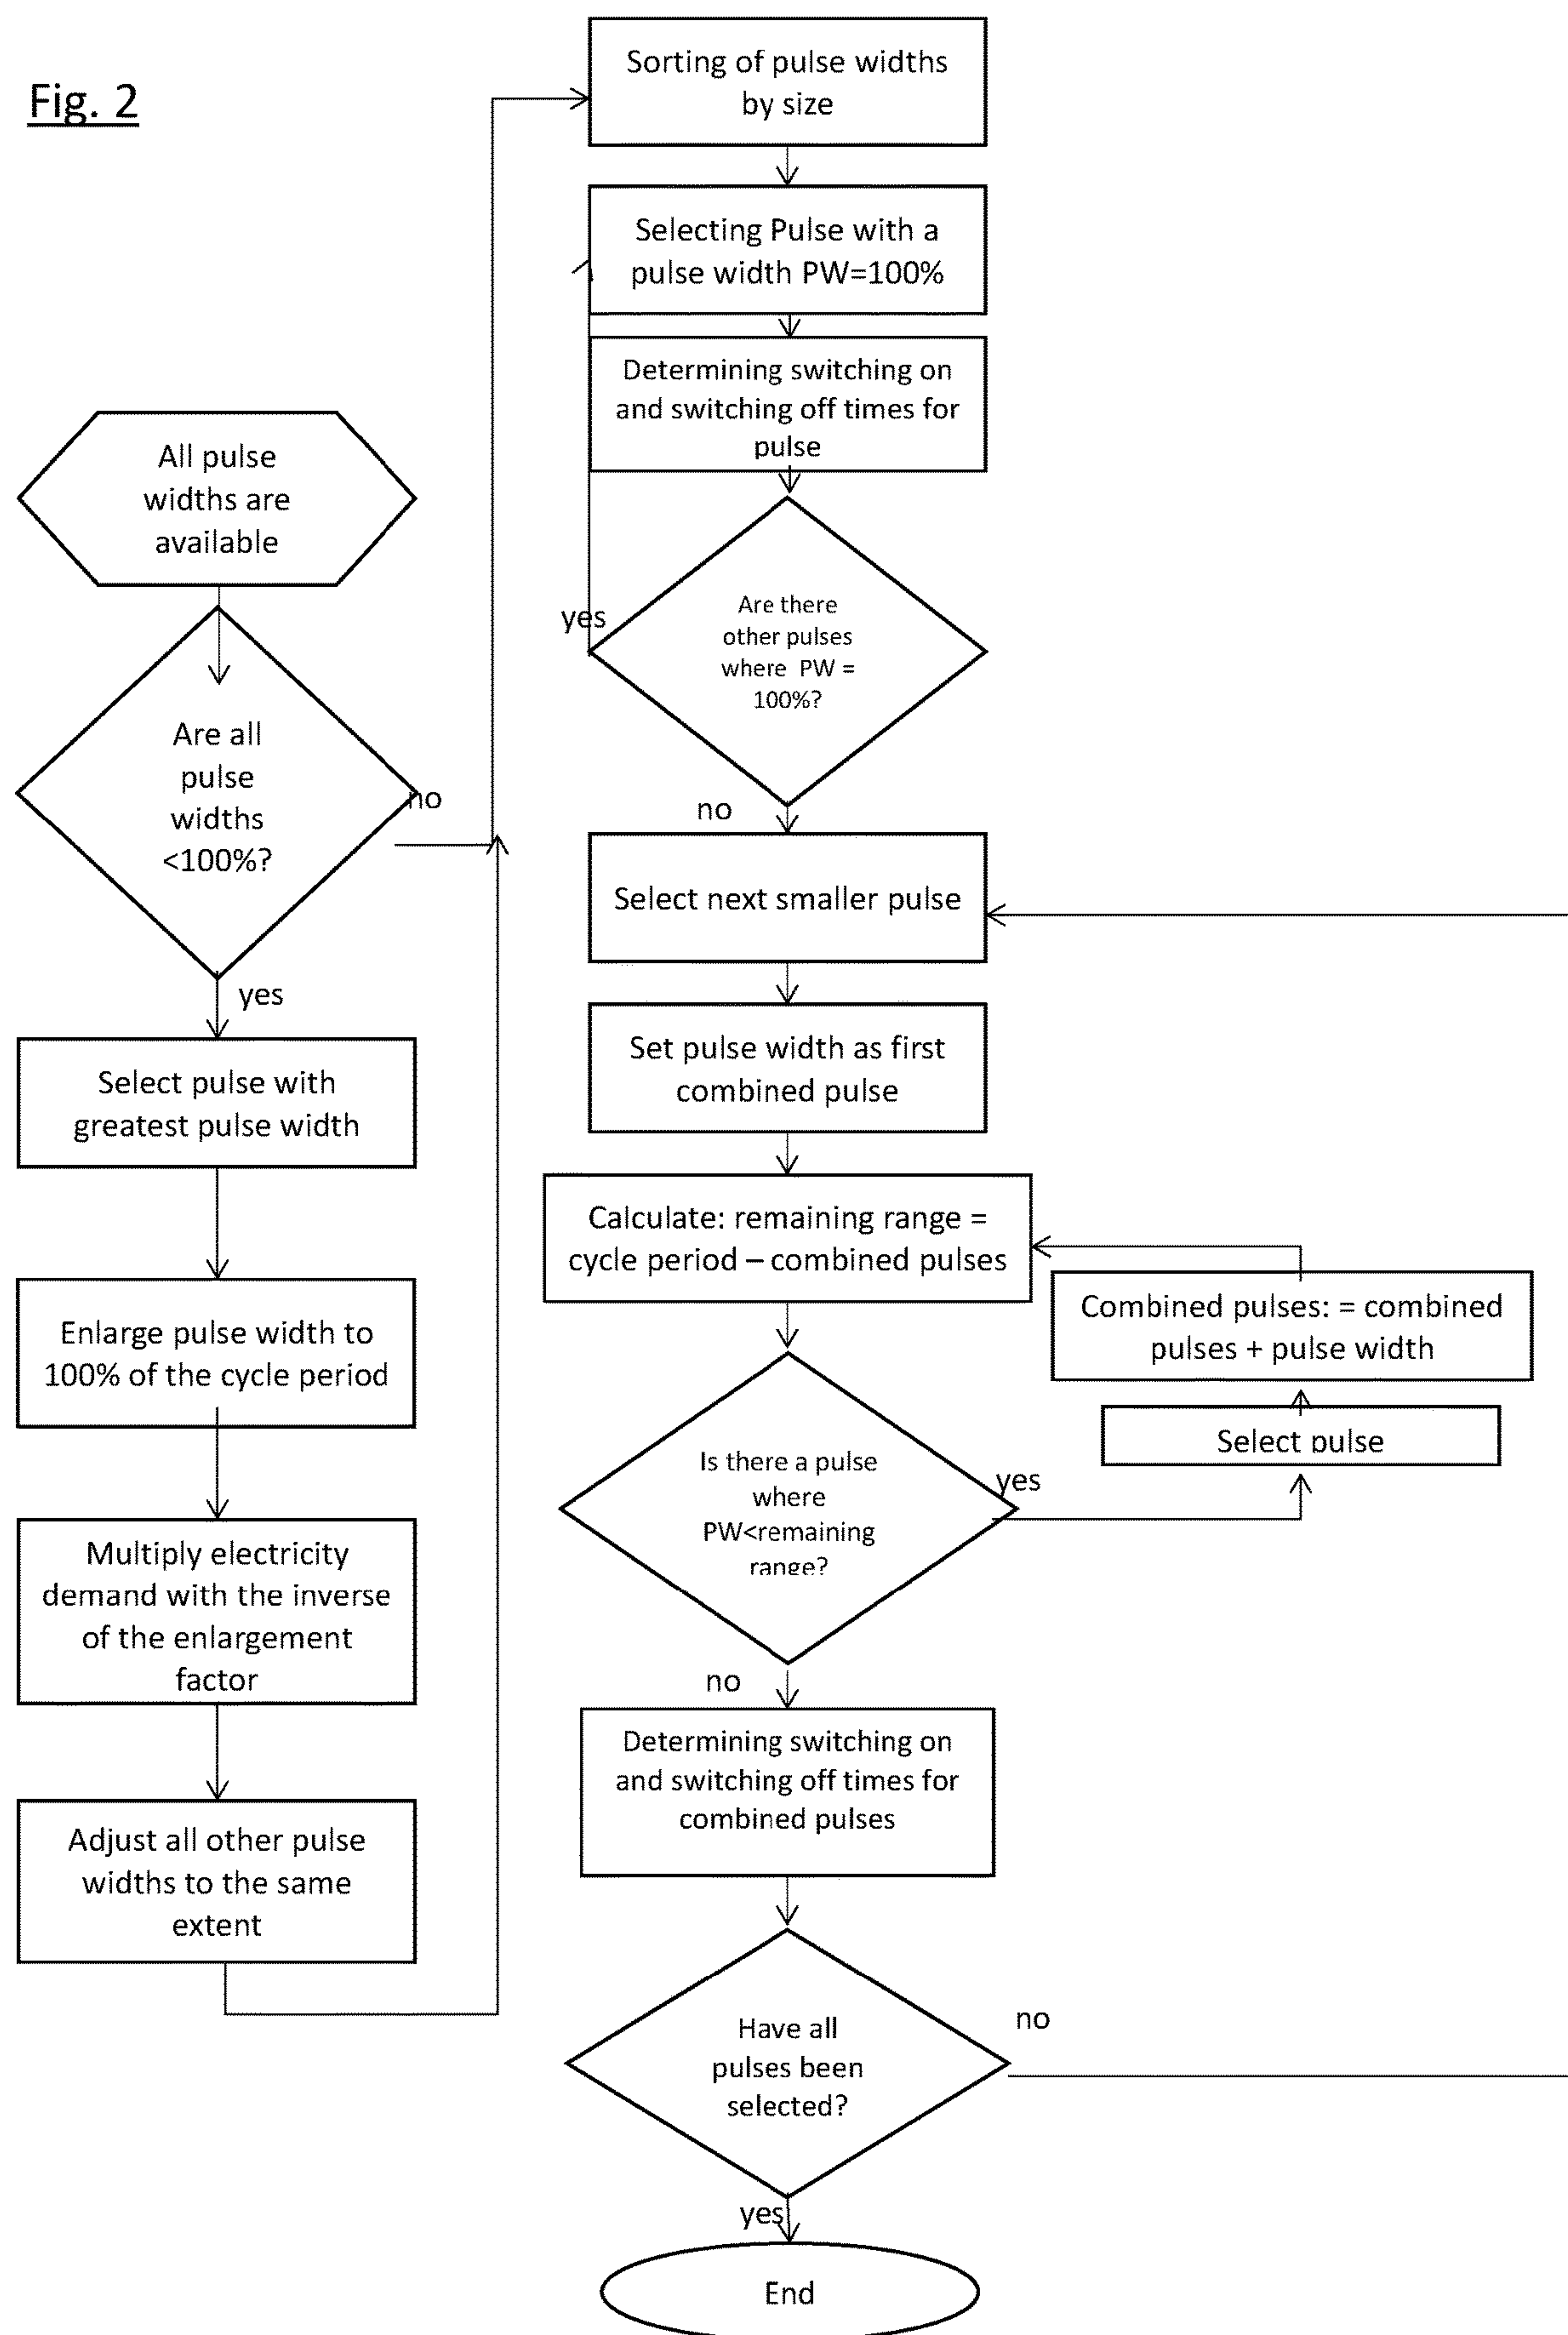 Fig. 2
All pulse
widths are
available
Are all
pulse
widths
<100%?
no
yes
Select pulse with
greatest pulse width
Enlarge pulse width to
100% of the cycle period
Multiply electricity
demand with the inverse
of the enlargement
factor
Adjust all other pulse
widths to the same
extent
Sorting of pulse widths
by size
Selecting Pulse with a
pulse width PW=100%
Determining switching on
and switching off times for
pulse
Are there
other pulses
where PW =
100%?
yes
no
Select next smaller pulse
Set pulse width as first
combined pulse
Calculate: remaining range =
cycle period – combined pulses
Combined pulses: = combined
pulses + pulse width
Select pulse
Is there a pulse
where
PW<remaining
range?
yes
no
Determining switching on
and switching off times for
combined pulses
Have all
pulses been
selected?
no
yes
End